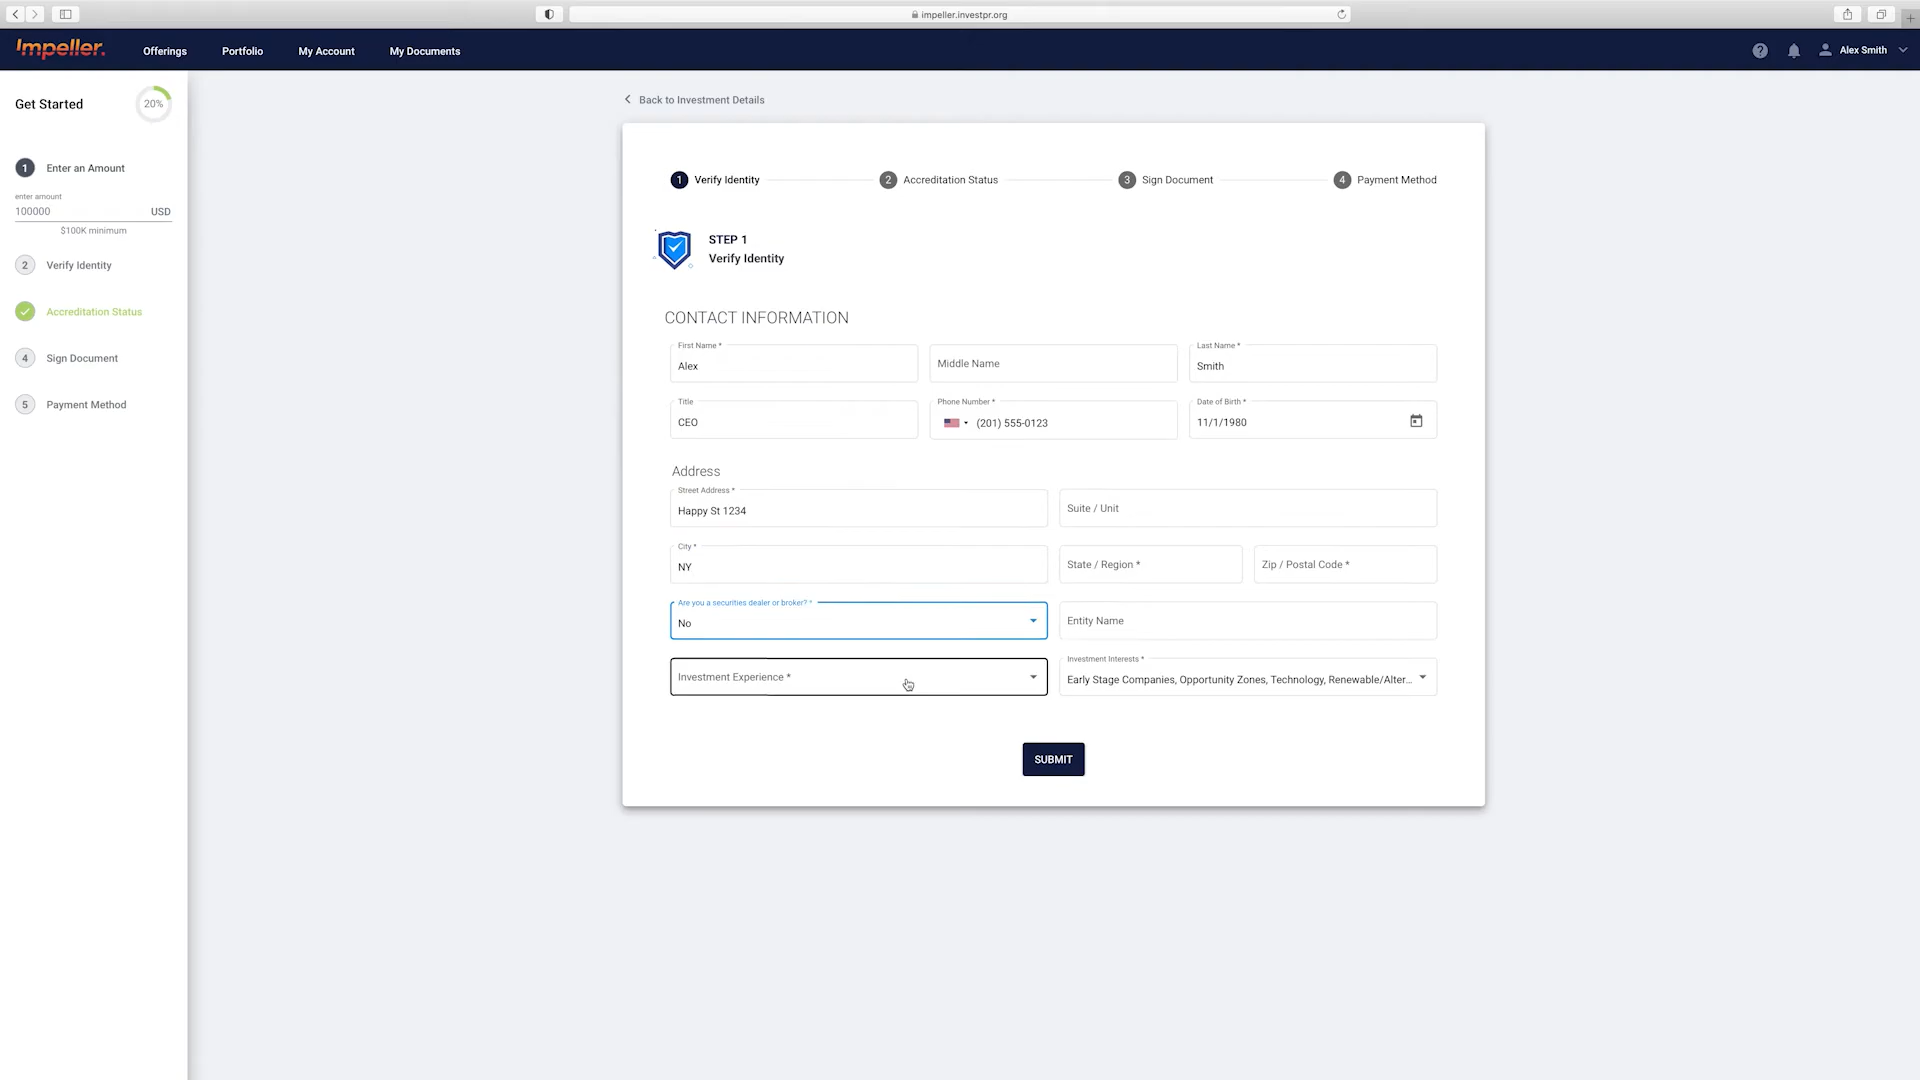 impeller.investpr.org
Impeller.
Offerings
Portfolio
My Account
My Documents
Alex Smith
Get Started
20%
1 Enter an Amount
enter amount
100000 USD
$100K minimum
2 Verify Identity
Accreditation Status
4 Sign Document
5 Payment Method
Back to Investment Details
1 Verify Identity
2 Accreditation Status
3 Sign Document
4 Payment Method
STEP 1
Verify Identity
CONTACT INFORMATION
First Name *
Alex
Middle Name
Last Name *
Smith
Title
CEO
Phone Number *
(201) 555-0123
Date of Birth *
11/1/1980
Address
Street Address *
Happy St 1234
Suite / Unit
City *
NY
State / Region *
Zip / Postal Code *
Are you a securities dealer or broker? *
No
Entity Name
Investment Experience *
Investment Interests *
Early Stage Companies, Opportunity Zones, Technology, Renewable/Alter...
SUBMIT